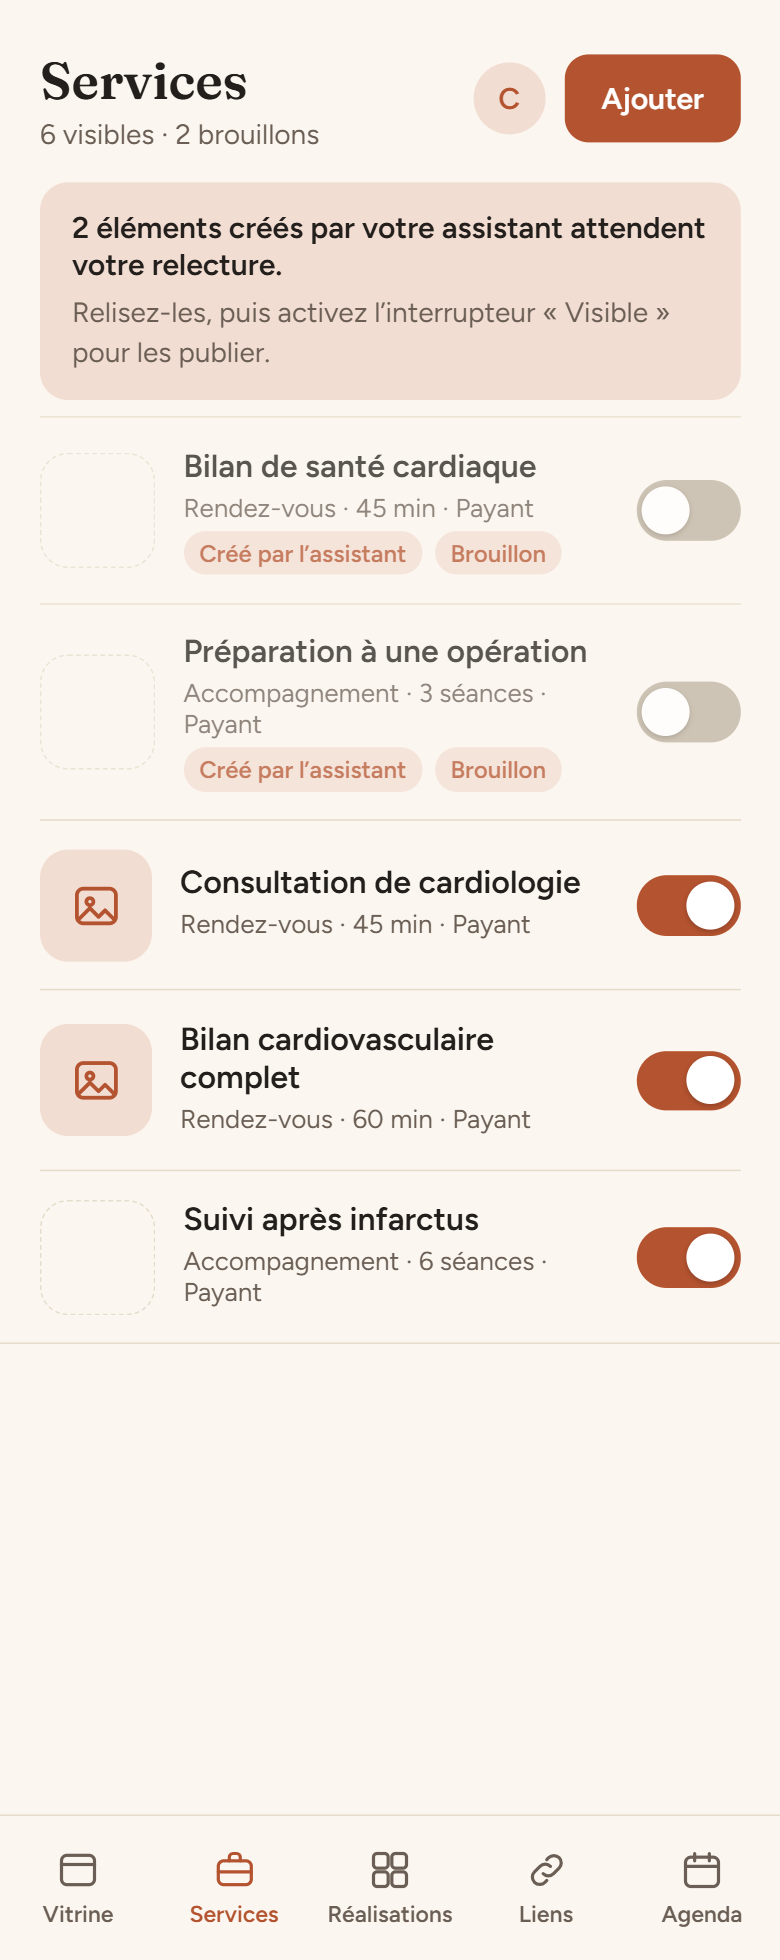 Services
6 visibles · 2 brouillons
C
Ajouter
2 éléments créés par votre assistant attendent
votre relecture.
Relisez-les, puis activez l’interrupteur « Visible »
pour les publier.
Bilan de santé cardiaque
Rendez-vous · 45 min · Payant
Créé par l’assistant
Brouillon
Préparation à une opération
Accompagnement · 3 séances ·
Payant
Créé par l’assistant
Brouillon
Consultation de cardiologie
Rendez-vous · 45 min · Payant
Bilan cardiovasculaire
complet
Rendez-vous · 60 min · Payant
Suivi après infarctus
Accompagnement · 6 séances ·
Payant
Vitrine
Services
Réalisations
Liens
Agenda